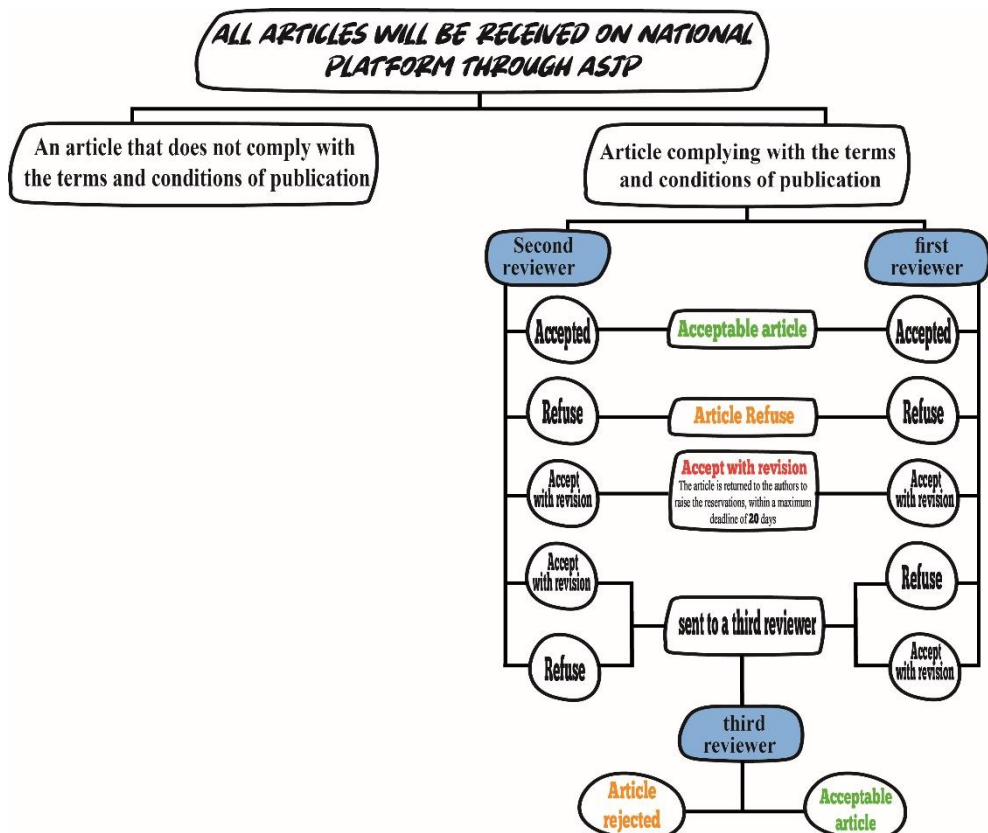 ALL ARTICLES WILL BE RECEIVED ON NATIONAL
PLATFORM THROUGH ASJP
An article that does not comply with
the terms and conditions of publication
Article complying with the terms
and conditions of publication
Second
reviewer
first
reviewer
Accepted
Acceptable article
Accepted
Refuse
Article Refuse
Refuse
Accept
with revision
Accept with revision
The article is returned to the authors to
raise the reservations, within a maximum
deadline of 20 days
Accept
with revision
Accept
with revision
Refuse
sent to a third reviewer
Refuse
Accept
with revision
third
reviewer
Article
rejected
Acceptable
article